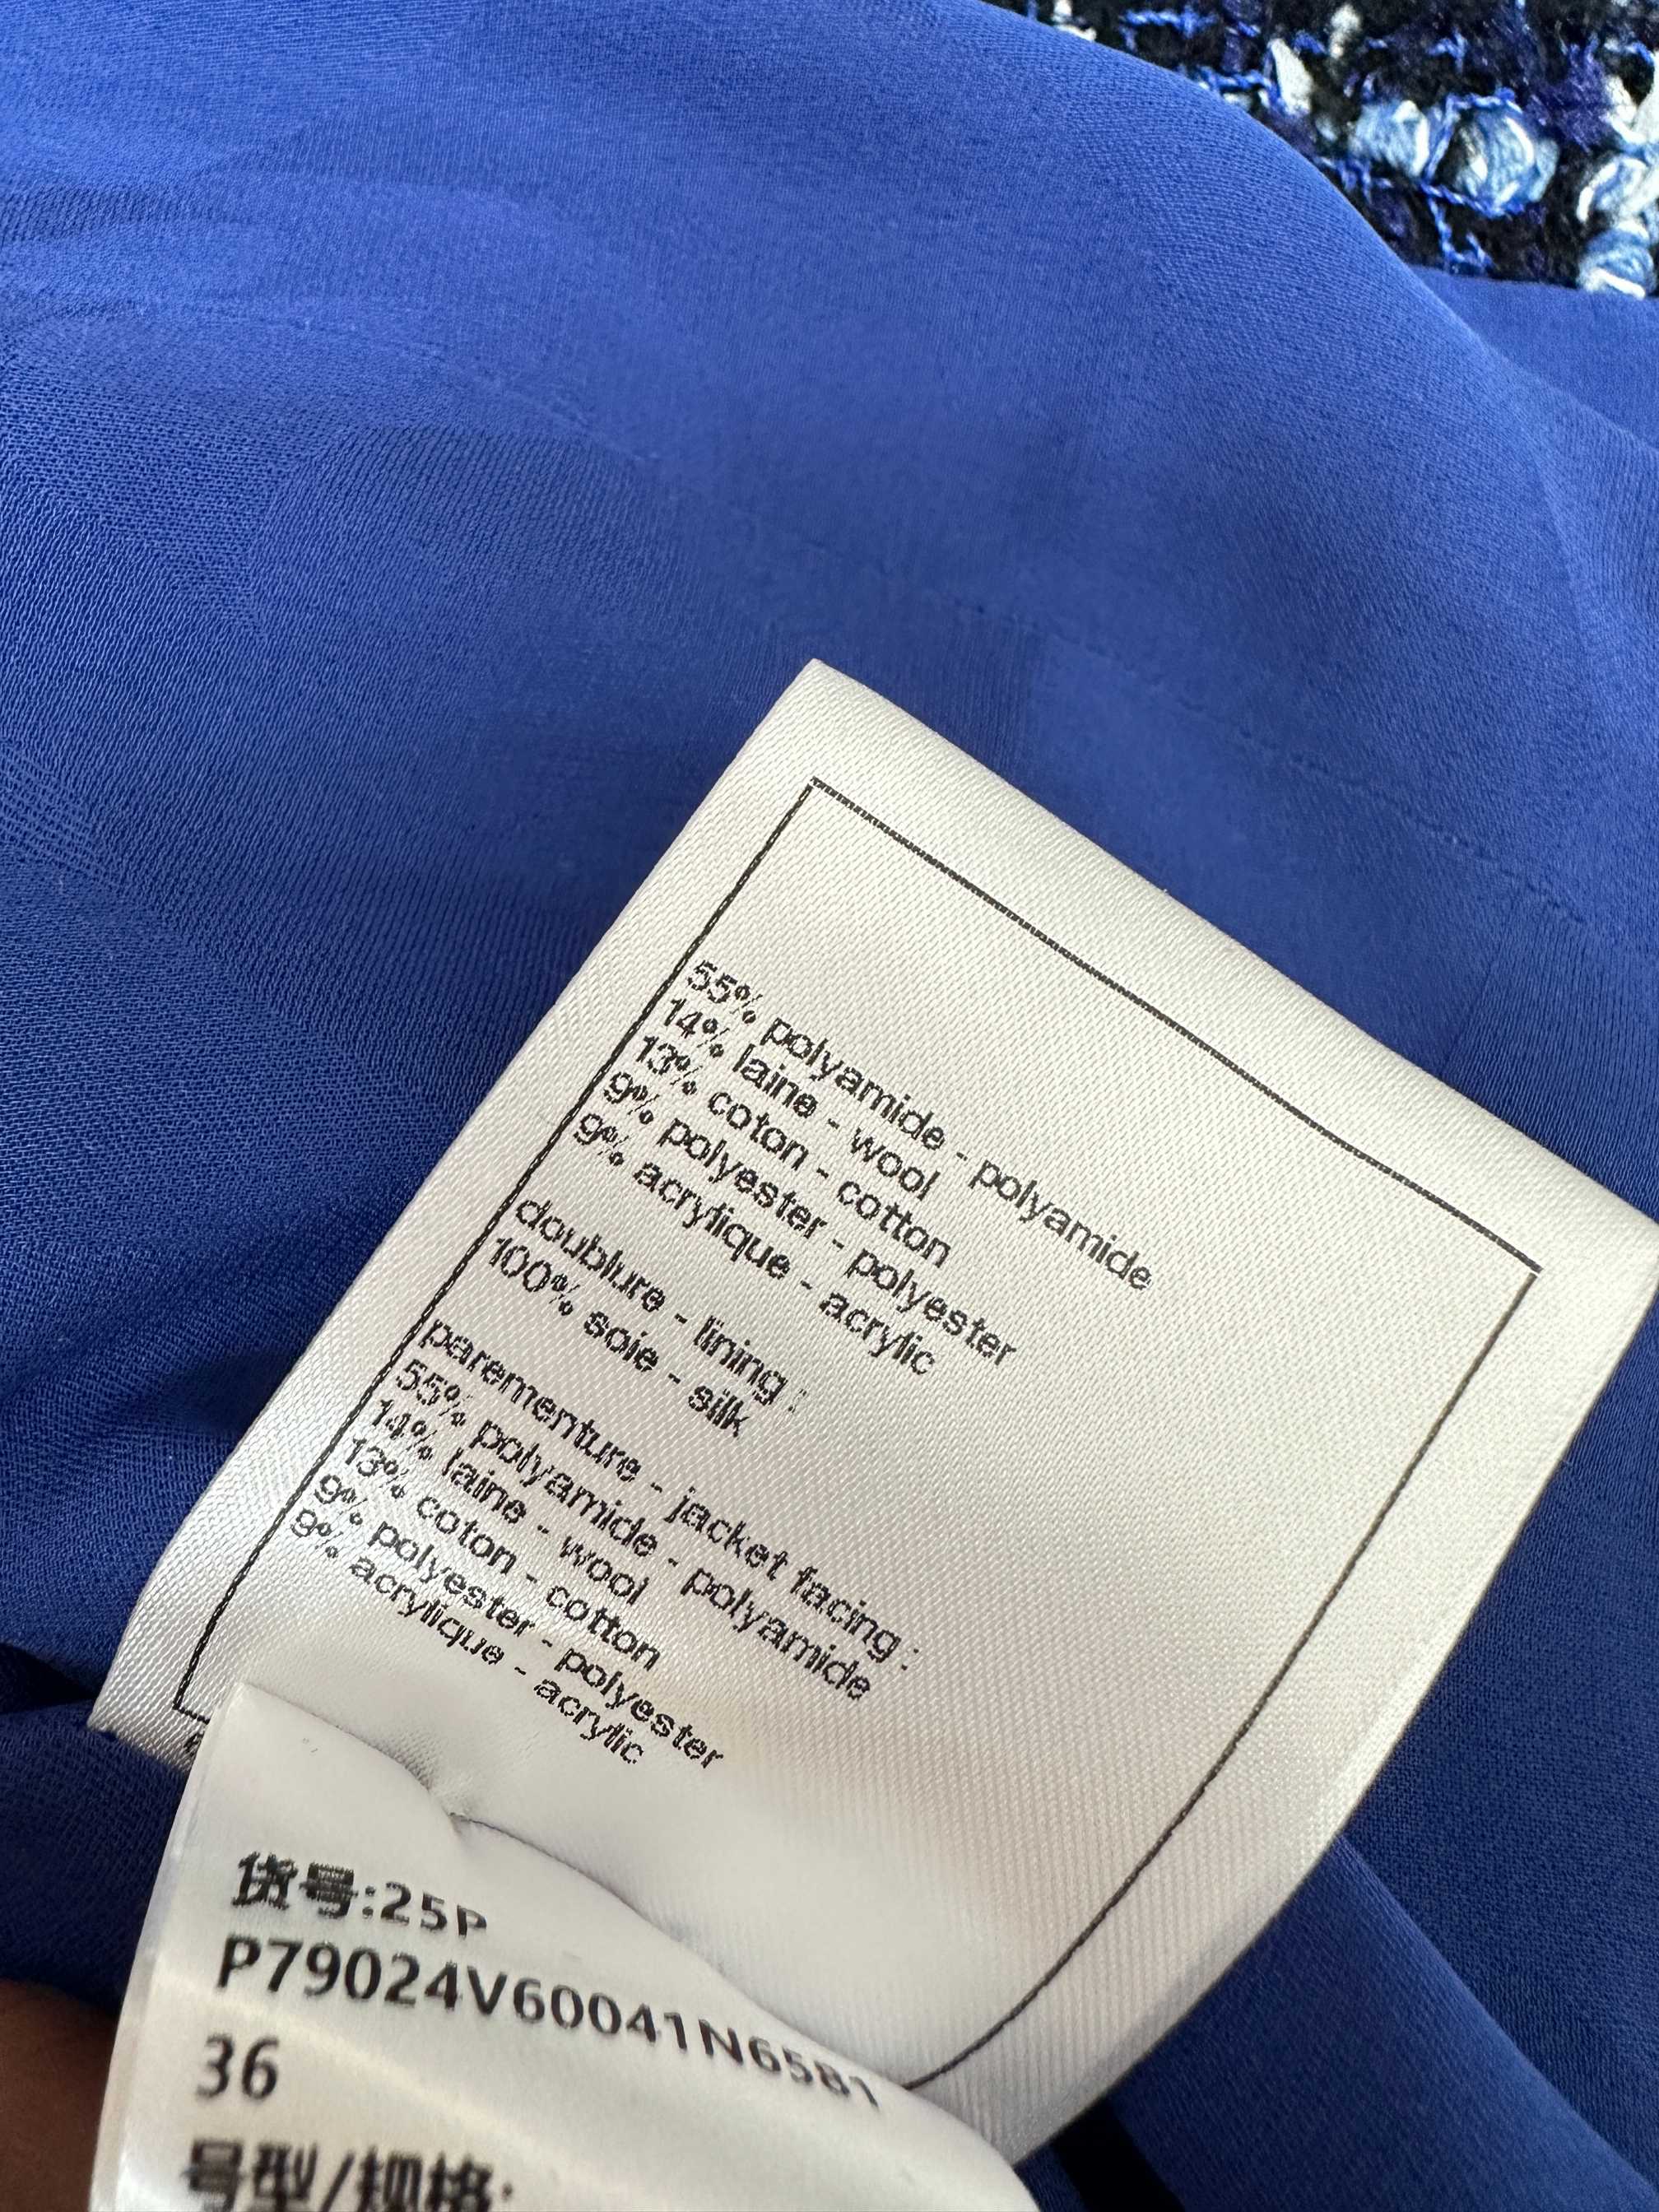 55% polyamide - polyamide
14% laine - wool
13% coton - cotton
9% polyester - polyester
9% acrylique - acrylic
doublure - lining :
100% soie - silk
parementure - jacket facing :
55% polyamide - polyamide
14% laine - wool
13% coton - cotton
9% polyester - polyester
9% acrylique - acrylic
货号:25P
P79024V60041N6581
36
号型/规格: